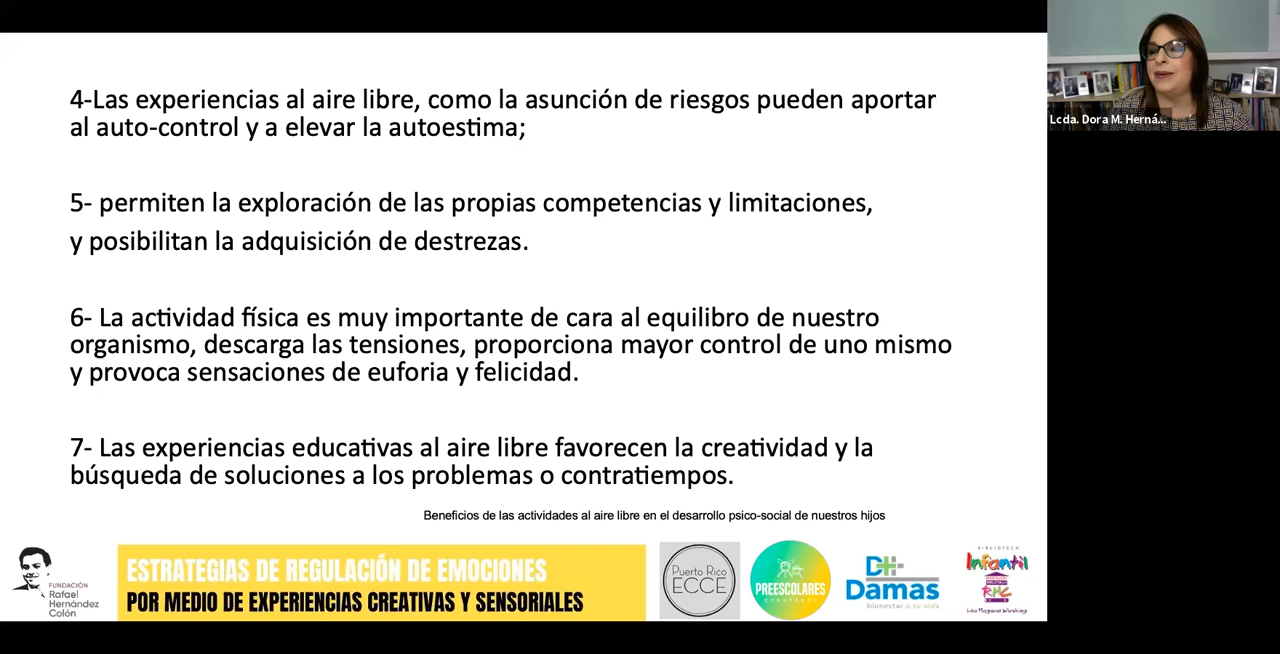 4-Las experiencias al aire libre, como la asunción de riesgos pueden aportar
al auto-control y a elevar la autoestima;
5- permiten la exploración de las propias competencias y limitaciones,
y posibilitan la adquisición de destrezas.
6- La actividad física es muy importante de cara al equilibro de nuestro
organismo, descarga las tensiones, proporciona mayor control de uno mismo
y provoca sensaciones de euforia y felicidad.
7- Las experiencias educativas al aire libre favorecen la creatividad y la
búsqueda de soluciones a los problemas o contratiempos.
Beneficios de las actividades al aire libre en el desarrollo psico-social de nuestros hijos
Lcda. Dora M. Herná...
FUNDACIÓN
Rafael
Hernández
Colón
ESTRATEGIAS DE REGULACIÓN DE EMOCIONES
POR MEDIO DE EXPERIENCIAS CREATIVAS Y SENSORIALES
Puerto Rico
ECCE
PREESCOLARES
Damas
bienestar a tu vida
BIBLIOTECA
Infantil
RHC